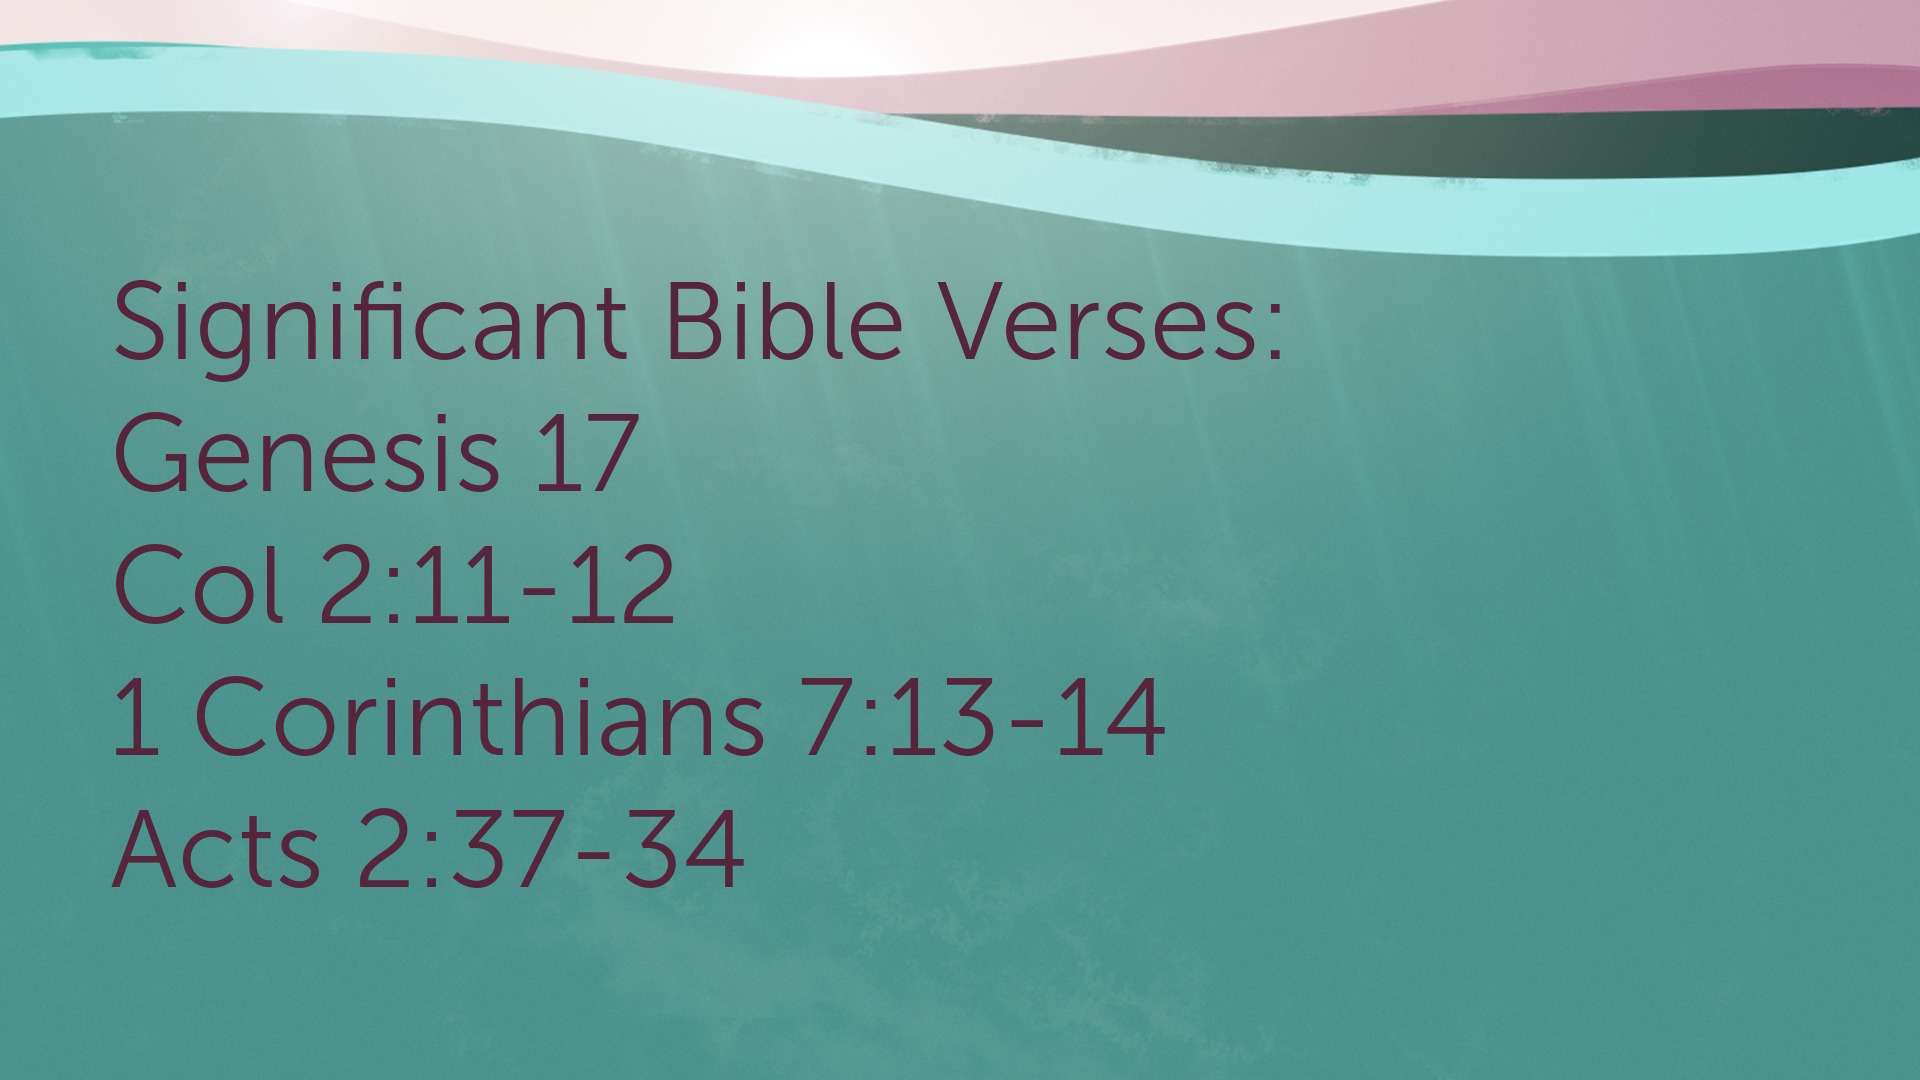 Significant Bible Verses:
Genesis 17
Col 2:11-12
1 Corinthians 7:13-14
Acts 2:37-34